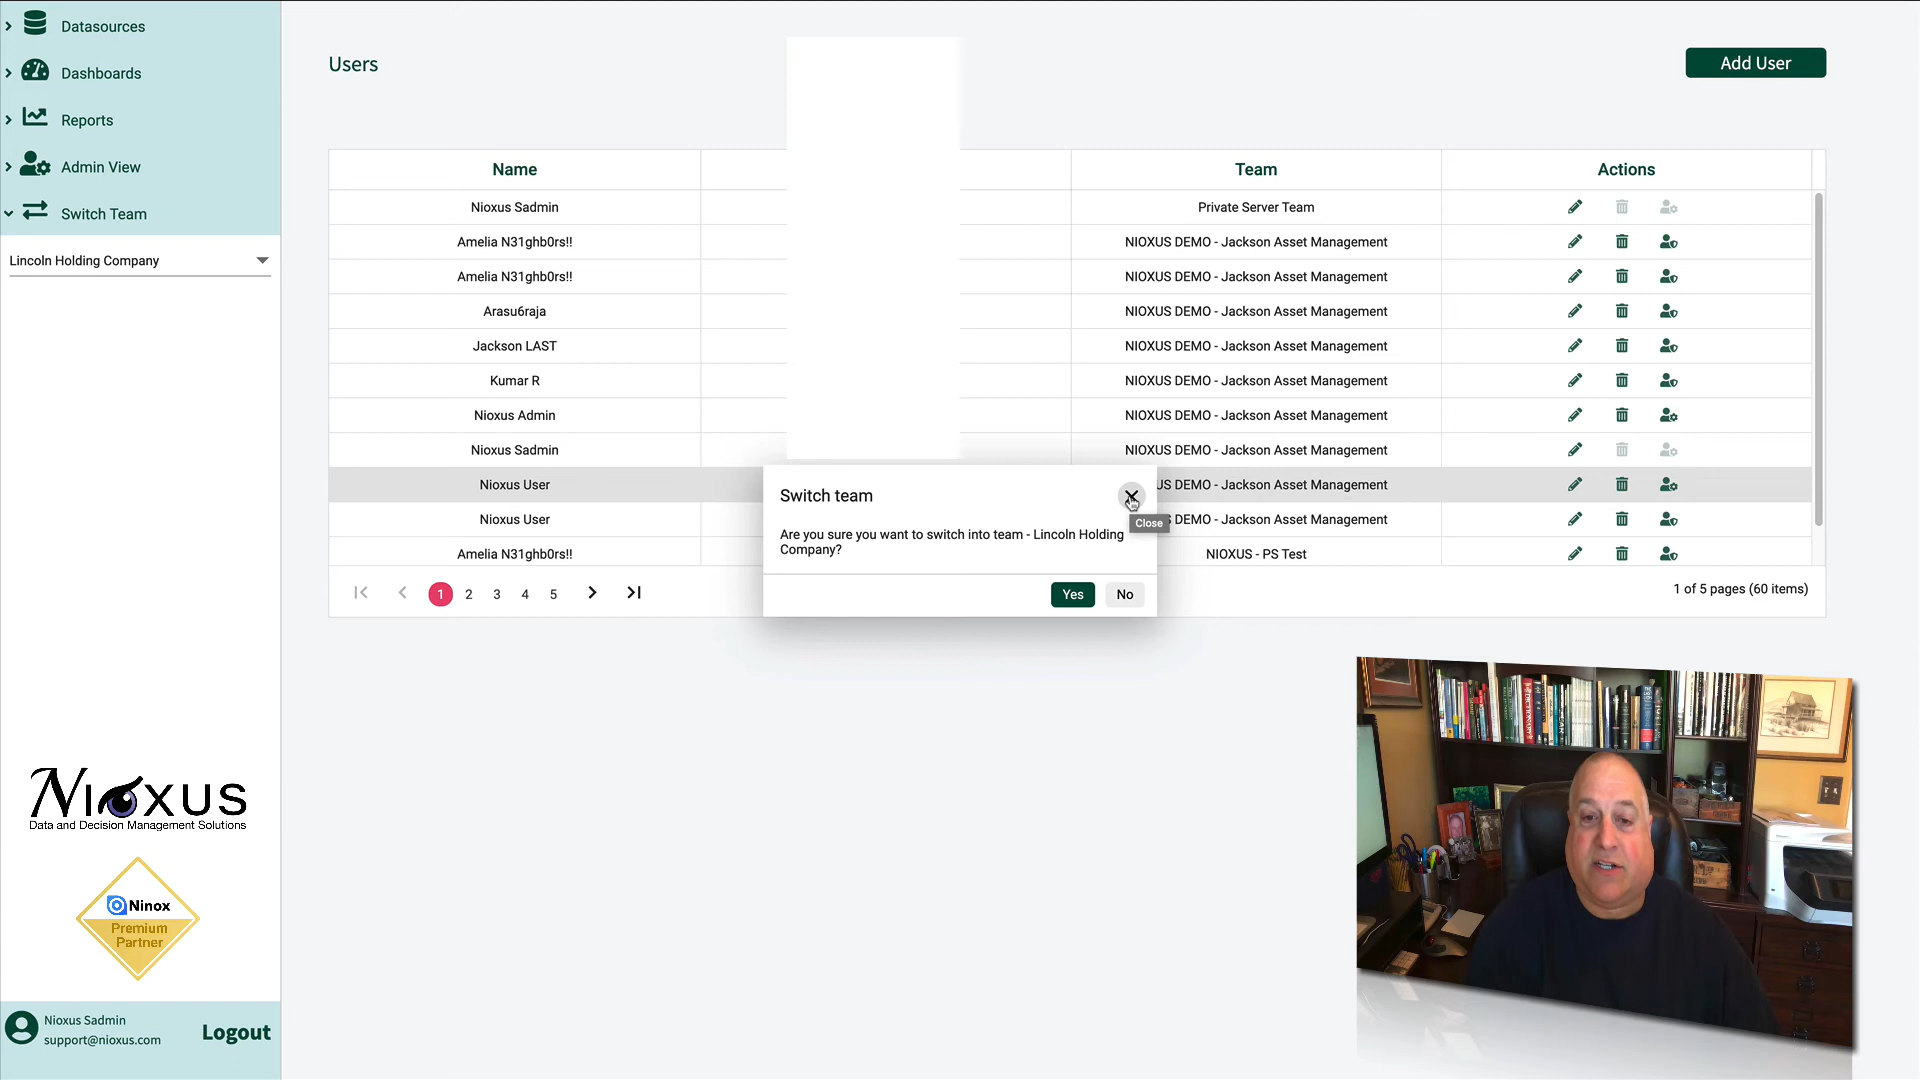 Datasources
Dashboards
Reports
Admin View
Switch Team
Lincoln Holding Company
NIOXUS
Data and Decision Management Solutions
Ninox
Premium
Partner
Nioxus Sadmin
support@nioxus.com
Logout
Users
Add User
Name Team Actions
Nioxus Sadmin Private Server Team
Amelia N31ghb0rs!! NIOXUS DEMO - Jackson Asset Management
Amelia N31ghb0rs!! NIOXUS DEMO - Jackson Asset Management
Arasu6raja NIOXUS DEMO - Jackson Asset Management
Jackson LAST NIOXUS DEMO - Jackson Asset Management
Kumar R NIOXUS DEMO - Jackson Asset Management
Nioxus Admin NIOXUS DEMO - Jackson Asset Management
Nioxus Sadmin NIOXUS DEMO - Jackson Asset Management
Nioxus User US DEMO - Jackson Asset Management
Nioxus User DEMO - Jackson Asset Management
Amelia N31ghb0rs!! NIOXUS - PS Test
1 2 3 4 5
1 of 5 pages (60 items)
Switch team
Close
Are you sure you want to switch into team - Lincoln Holding
Company?
Yes No